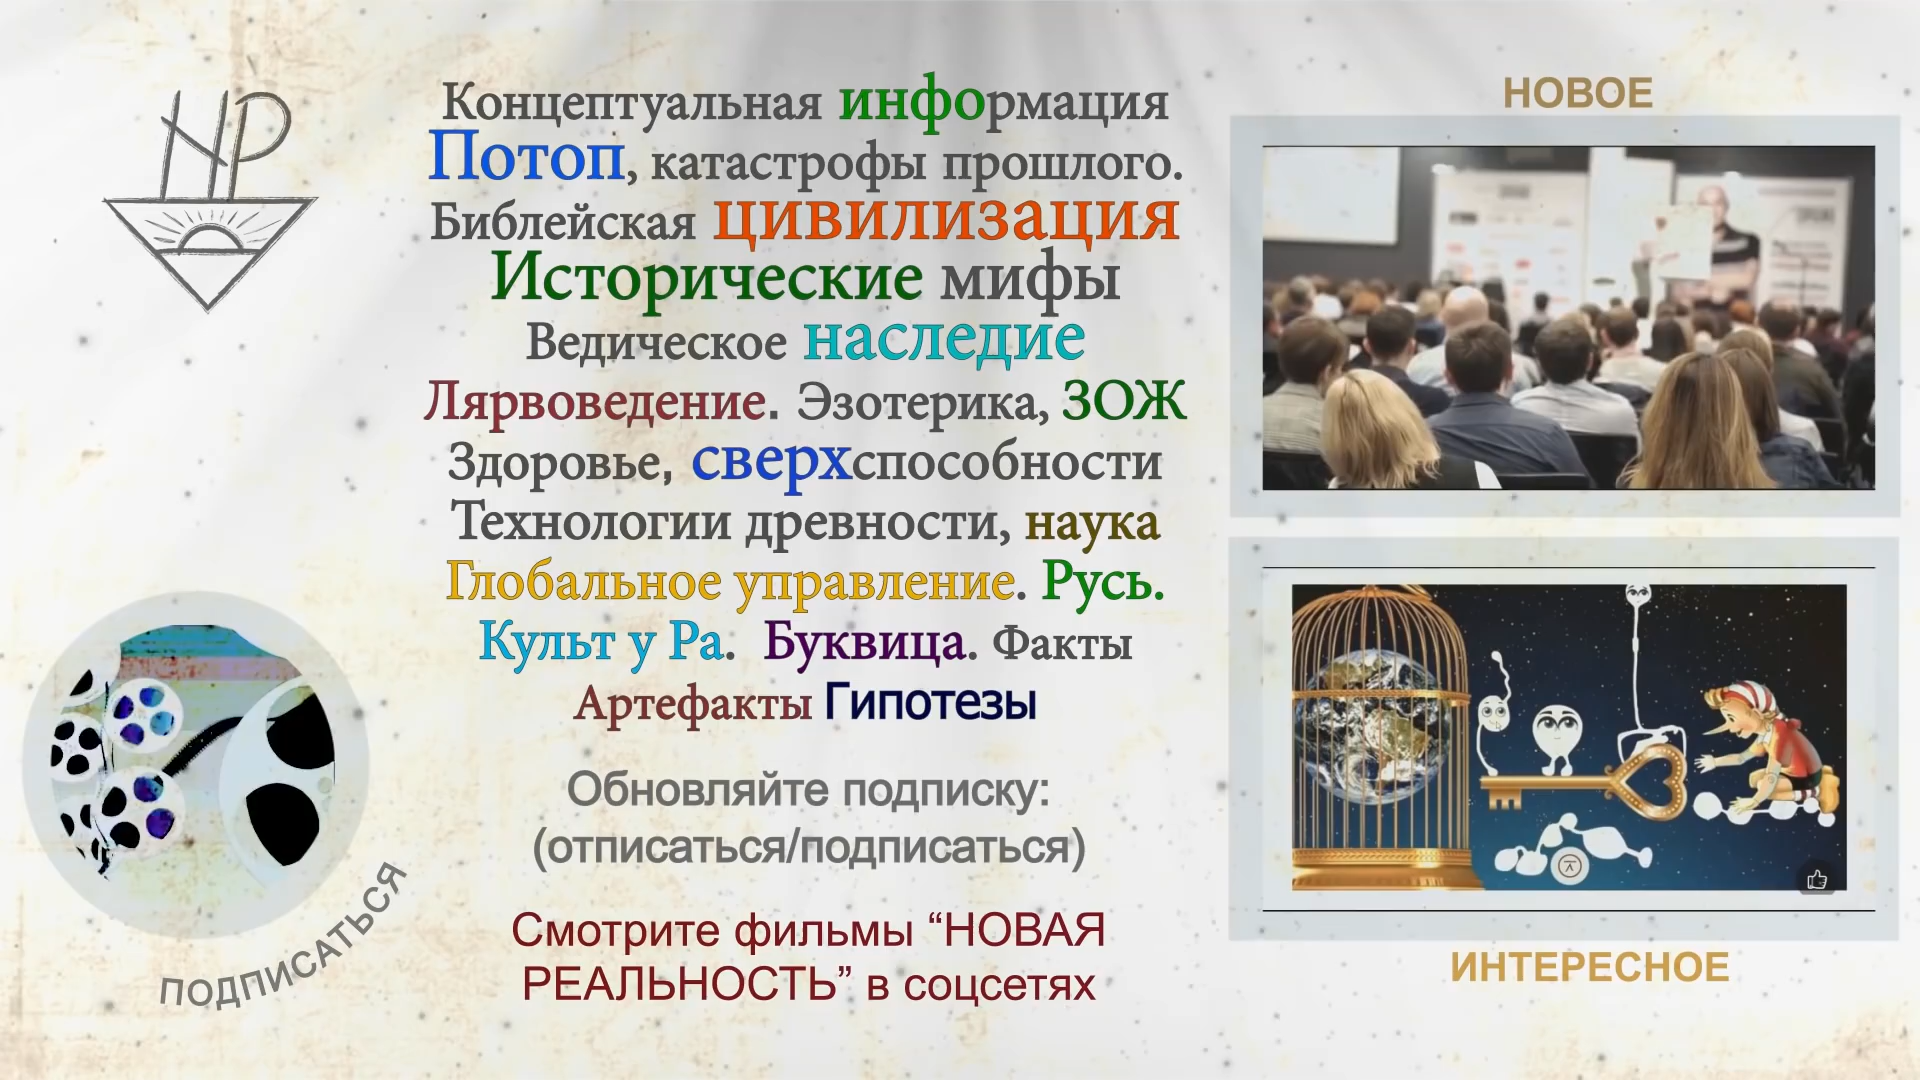 НР
Концептуальная информация
Потоп, катастрофы прошлого.
Библейская цивилизация
Исторические мифы
Ведическое наследие
Лярвоведение. Эзотерика, ЗОЖ
Здоровье, сверхспособности
Технологии древности, наука
Глобальное управление. Русь.
Культ у Ра. Буквица. Факты
Артефакты Гипотезы
Обновляйте подписку:
(отписаться/подписаться)
Смотрите фильмы “НОВАЯ
РЕАЛЬНОСТЬ” в соцсетях
ПОДПИСАТЬСЯ
НОВОЕ
ИНТЕРЕСНОЕ